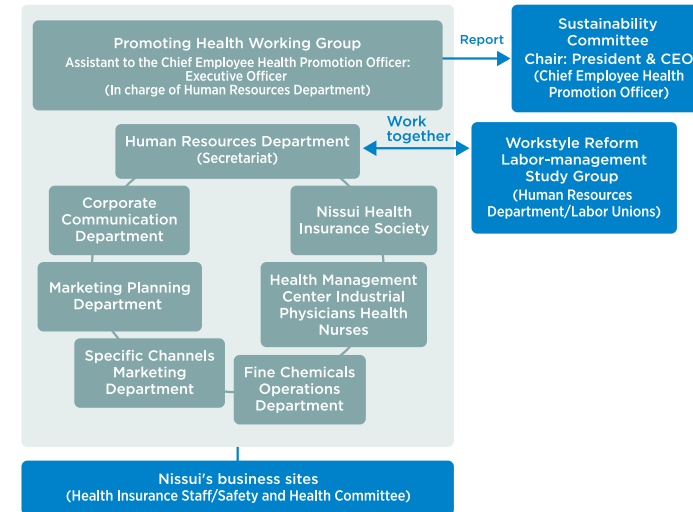 Promoting Health Working Group
Assistant to the Chief Employee Health Promotion Officer:
Executive Officer
(In charge of Human Resources Department)
Report
Sustainability
Committee
Chair: President & CEO
(Chief Employee Health
Promotion Officer)
Human Resources Department
(Secretariat)
Work
together
Workstyle Reform
Labor-management
Study Group
(Human Resources
Department/Labor Unions)
Corporate
Communication
Department
Nissui Health
Insurance Society
Marketing Planning
Department
Health Management
Center Industrial
Physicians Health
Nurses
Specific Channels
Marketing
Department
Fine Chemicals
Operations
Department
Nissui's business sites
(Health Insurance Staff/Safety and Health Committee)